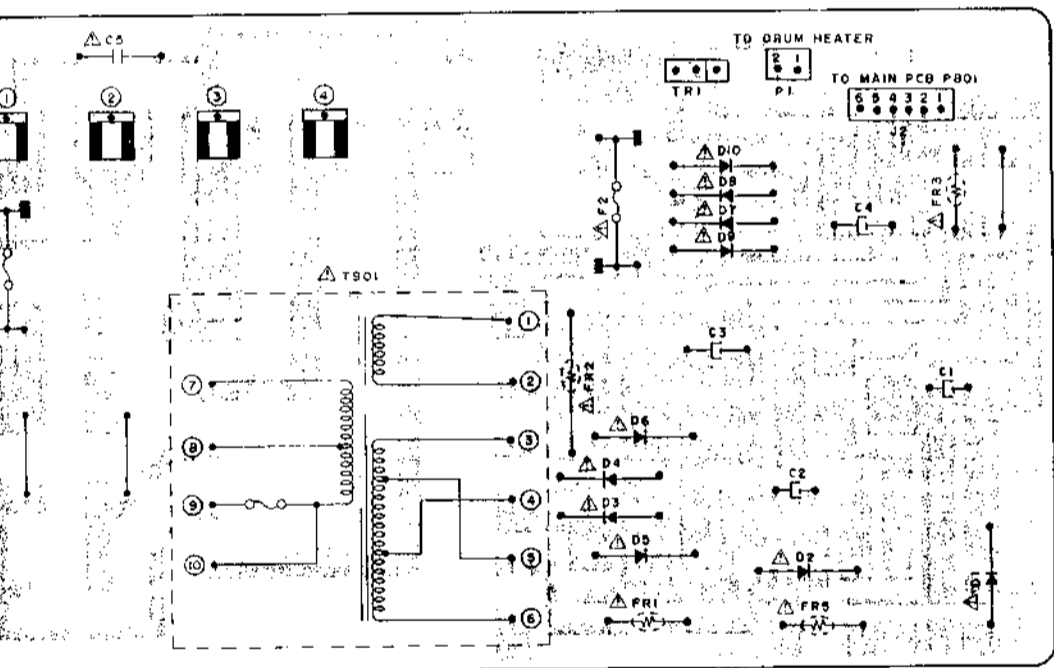 ⚠ C5
TO DRUM HEATER
2 1
P1
TR1
TO MAIN PCB P801
6 5 4 3 2 1
① ② ③ ④
⚠ D10
⚠ D8
⚠ D7
⚠ D9
⚠ F2
C4
⚠ FR3
⚠ T901
①
②
③
④
⑤
⑥
⑦
⑧
⑨
⑩
⚠ FR2
C3
C1
⚠ D6
⚠ D4
⚠ D3
⚠ D5
C2
⚠ D2
⚠ D1
⚠ FR1
⚠ FR5